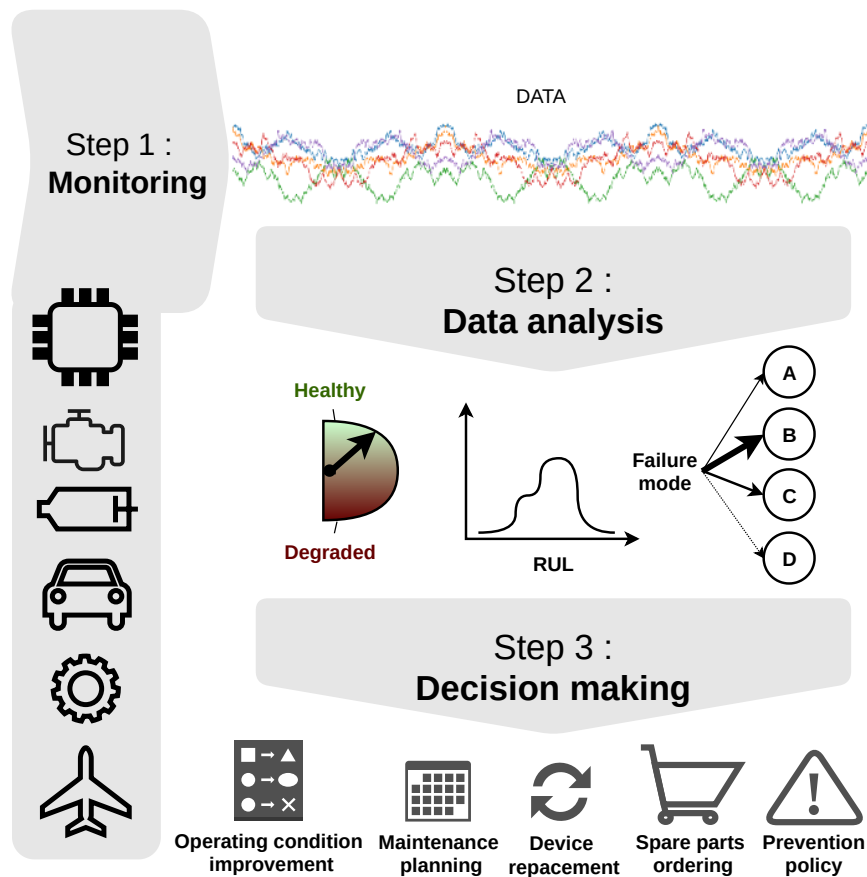 DATA
Step 1 :
Monitoring
Step 2 :
Data analysis
Healthy
Degraded
RUL
Failure
mode
A
B
C
D
Step 3 :
Decision making
Operating condition
improvement
Maintenance
planning
Device
repacement
Spare parts
ordering
Prevention
policy